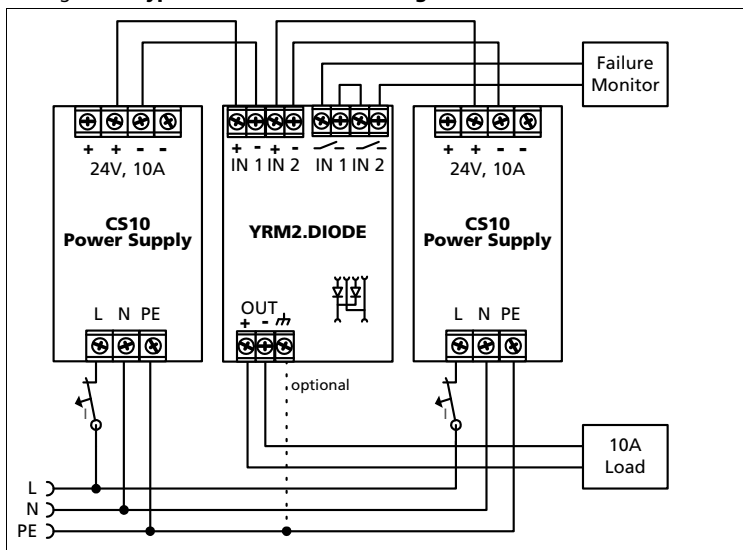 Failure
Monitor
+ + - -
24V, 10A
CS10
Power Supply
L N PE
+ - + -
IN 1 IN 2 IN 1 IN 2
YRM2.DIODE
OUT
+ -
optional
+ + - -
24V, 10A
CS10
Power Supply
L N PE
I
I
10A
Load
L
N
PE